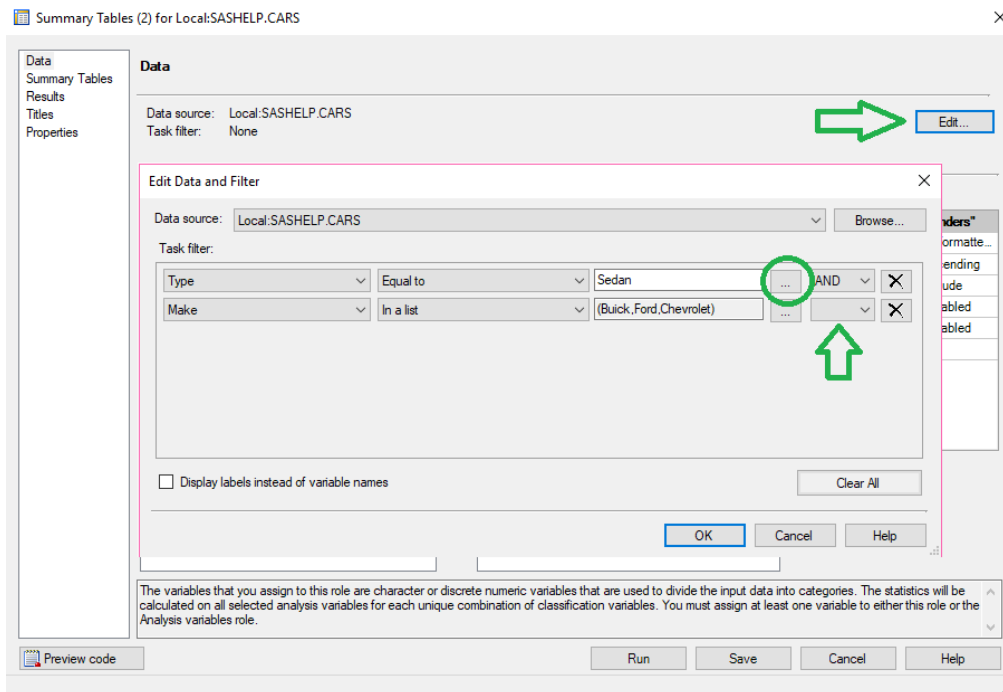 Summary Tables (2) for Local:SASHELP.CARS
Data
Summary Tables
Results
Titles
Properties
Data
Data source: Local:SASHELP.CARS
Task filter: None
Edit...
Edit Data and Filter
Data source: Local:SASHELP.CARS Browse...
Task filter:
Type Equal to Sedan ... AND
Make In a list (Buick,Ford,Chevrolet) ...
Display labels instead of variable names
Clear All
OK Cancel Help
nders"
ormatte...
ending
ude
abled
abled
The variables that you assign to this role are character or discrete numeric variables that are used to divide the input data into categories. The statistics will be
calculated on all selected analysis variables for each unique combination of classification variables. You must assign at least one variable to either this role or the
Analysis variables role.
Preview code Run Save Cancel Help